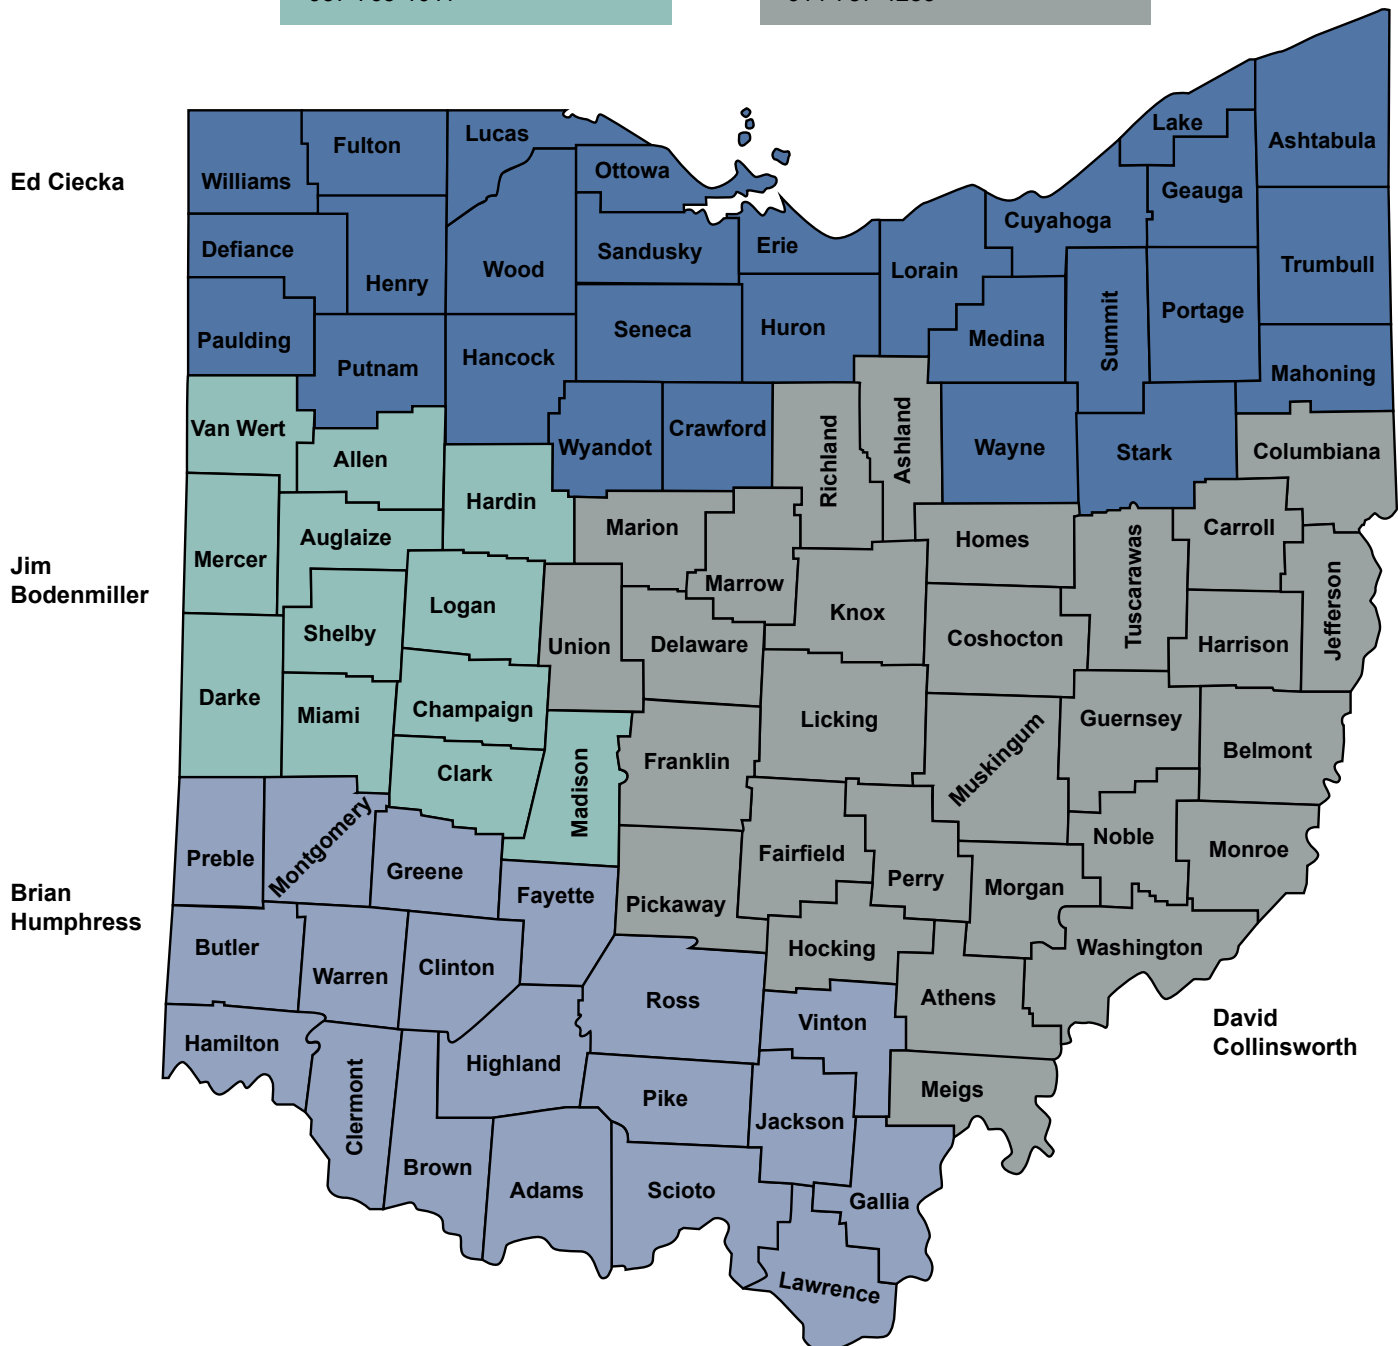 Ed Ciecka
Jim
Bodenmiller
Brian
Humphress
David
Collinsworth
Williams
Fulton
Lucas
Ottowa
Lake
Ashtabula
Geauga
Cuyahoga
Defiance
Henry
Wood
Sandusky
Erie
Lorain
Trumbull
Paulding
Putnam
Hancock
Seneca
Huron
Medina
Summit
Portage
Mahoning
Van Wert
Allen
Hardin
Wyandot
Crawford
Richland
Ashland
Wayne
Stark
Columbiana
Mercer
Auglaize
Marion
Marrow
Homes
Tuscarawas
Carroll
Jefferson
Shelby
Logan
Union
Delaware
Knox
Coshocton
Harrison
Darke
Miami
Champaign
Clark
Madison
Franklin
Licking
Muskingum
Guernsey
Belmont
Preble
Montgomery
Greene
Fayette
Pickaway
Fairfield
Perry
Morgan
Noble
Monroe
Butler
Warren
Clinton
Ross
Hocking
Athens
Washington
Hamilton
Clermont
Highland
Pike
Vinton
Jackson
Meigs
Brown
Adams
Scioto
Gallia
Lawrence